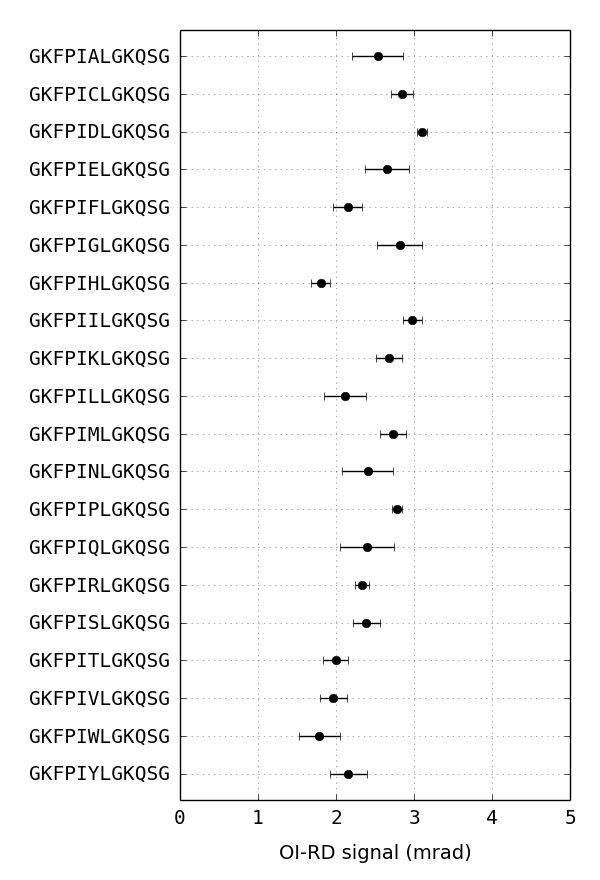 GKFPIALGKQSG
GKFPICLGKQSG
GKFPIDLGKQSG
GKFPIELGKQSG
GKFPIFLGKQSG
GKFPIGLGKQSG
GKFPIHLGKQSG
GKFPIILGKQSG
GKFPIKLGKQSG
GKFPILLGKQSG
GKFPIMLGKQSG
GKFPINLGKQSG
GKFPIPLGKQSG
GKFPIQLGKQSG
GKFPIRLGKQSG
GKFPISLGKQSG
GKFPITLGKQSG
GKFPIVLGKQSG
GKFPIWLGKQSG
GKFPIYLGKQSG
0 1 2 3 4 5
OI-RD signal (mrad)